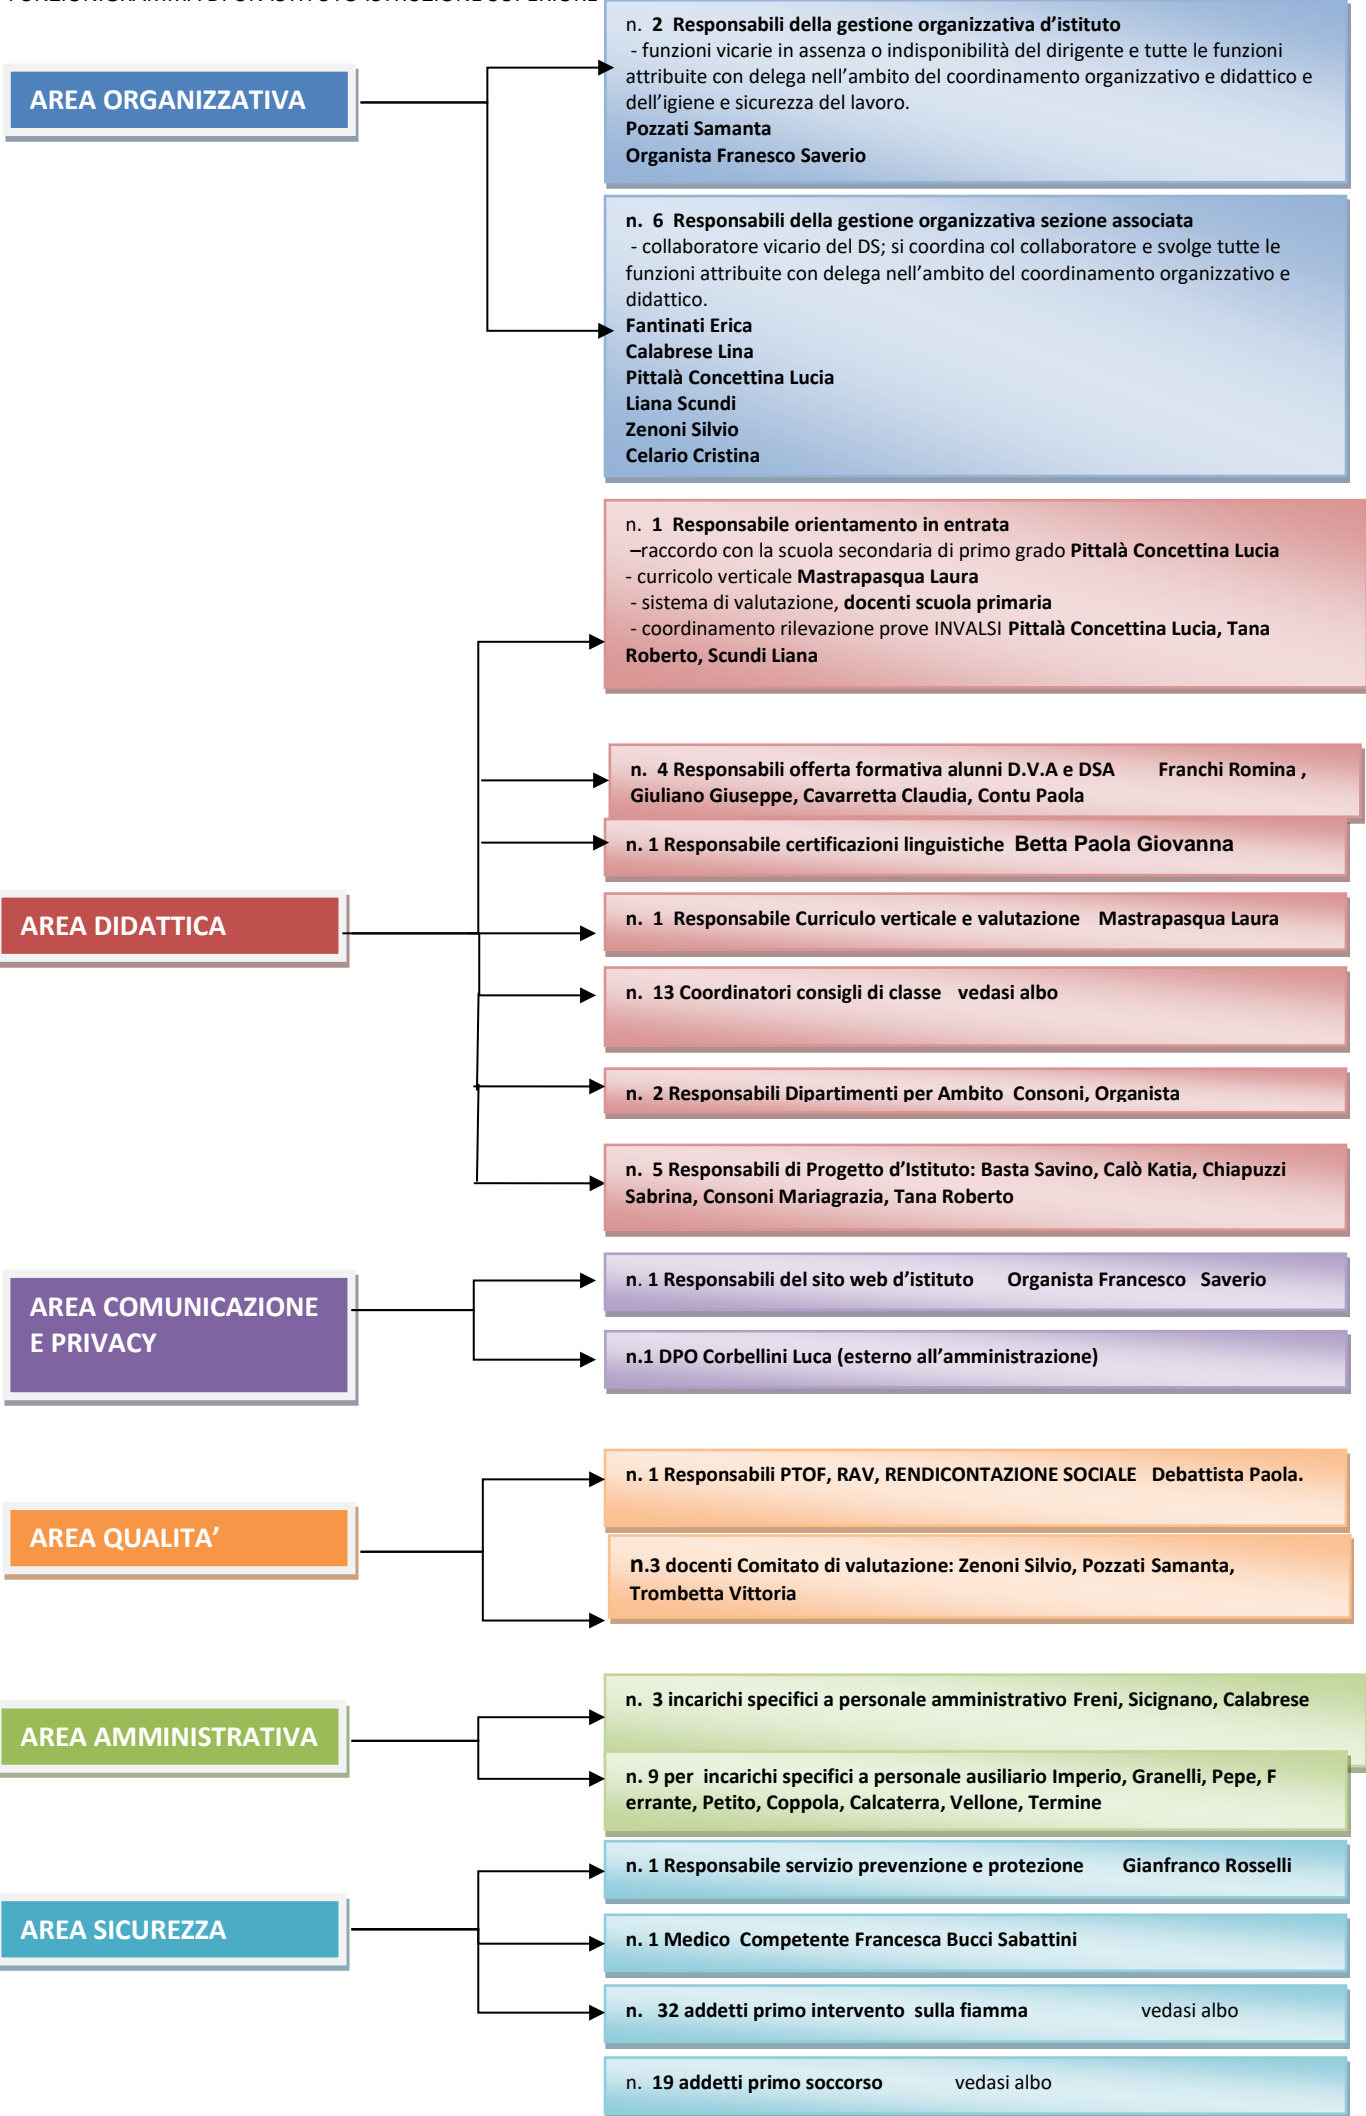 AREA ORGANIZZATIVA
n. 2 Responsabili della gestione organizzativa d’istituto
- funzioni vicarie in assenza o indisponibilità del dirigente e tutte le funzioni
attribuite con delega nell’ambito del coordinamento organizzativo e didattico e
dell’igiene e sicurezza del lavoro.
Pozzati Samanta
Organista Franesco Saverio
n. 6 Responsabili della gestione organizzativa sezione associata
- collaboratore vicario del DS; si coordina col collaboratore e svolge tutte le
funzioni attribuite con delega nell’ambito del coordinamento organizzativo e
didattico.
Fantinati Erica
Calabrese Lina
Pittalà Concettina Lucia
Liana Scundi
Zenoni Silvio
Celario Cristina
AREA DIDATTICA
n. 1 Responsabile orientamento in entrata
–raccordo con la scuola secondaria di primo grado Pittalà Concettina Lucia
- curricolo verticale Mastrapasqua Laura
- sistema di valutazione, docenti scuola primaria
- coordinamento rilevazione prove INVALSI Pittalà Concettina Lucia, Tana
Roberto, Scundi Liana
n. 4 Responsabili offerta formativa alunni D.V.A e DSA Franchi Romina ,
Giuliano Giuseppe, Cavarretta Claudia, Contu Paola
n. 1 Responsabile certificazioni linguistiche Betta Paola Giovanna
n. 1 Responsabile Curriculo verticale e valutazione Mastrapasqua Laura
n. 13 Coordinatori consigli di classe vedasi albo
n. 2 Responsabili Dipartimenti per Ambito Consoni, Organista
n. 5 Responsabili di Progetto d’Istituto: Basta Savino, Calò Katia, Chiapuzzi
Sabrina, Consoni Mariagrazia, Tana Roberto
AREA COMUNICAZIONE
E PRIVACY
n. 1 Responsabili del sito web d’istituto Organista Francesco Saverio
n.1 DPO Corbellini Luca (esterno all’amministrazione)
AREA QUALITA’
n. 1 Responsabili PTOF, RAV, RENDICONTAZIONE SOCIALE Debattista Paola.
n.3 docenti Comitato di valutazione: Zenoni Silvio, Pozzati Samanta,
Trombetta Vittoria
AREA AMMINISTRATIVA
n. 3 incarichi specifici a personale amministrativo Freni, Sicignano, Calabrese
n. 9 per incarichi specifici a personale ausiliario Imperio, Granelli, Pepe, F
errante, Petito, Coppola, Calcaterra, Vellone, Termine
AREA SICUREZZA
n. 1 Responsabile servizio prevenzione e protezione Gianfranco Rosselli
n. 1 Medico Competente Francesca Bucci Sabattini
n. 32 addetti primo intervento sulla fiamma vedasi albo
n. 19 addetti primo soccorso vedasi albo